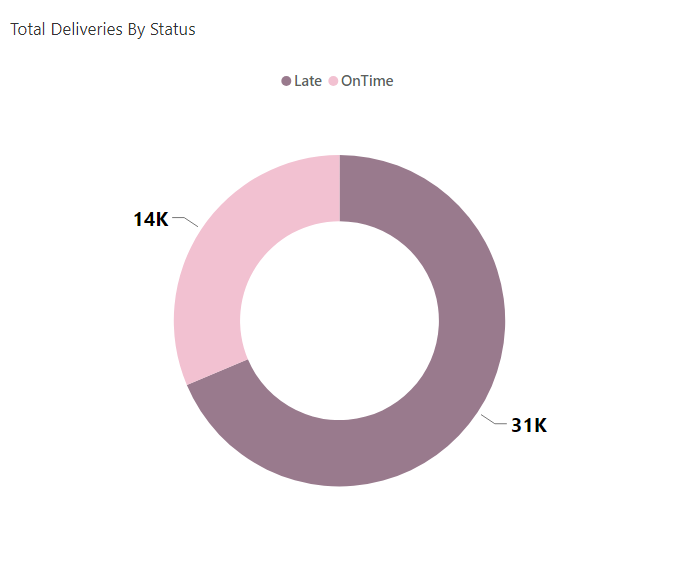 Total Deliveries By Status
Late OnTime
14K
31K